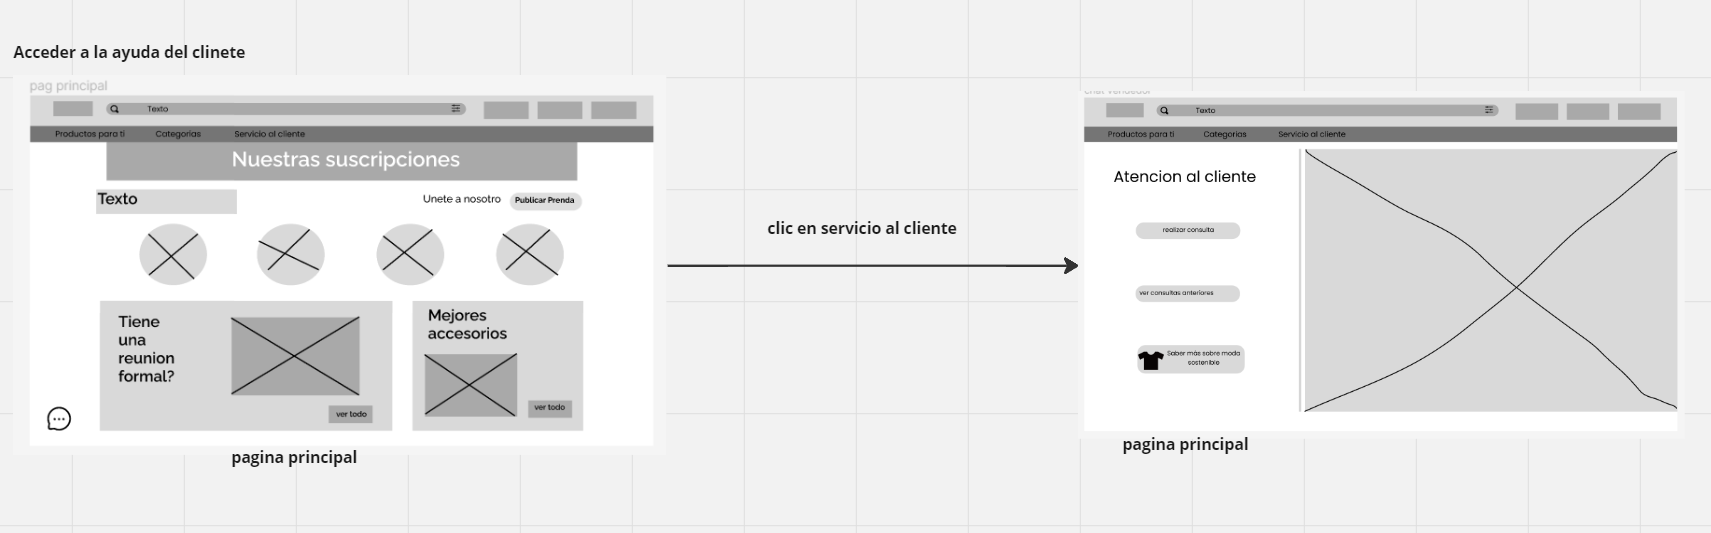 Acceder a la ayuda del clinete
pag principal
Texto
Productos para ti
Categorías
Servicio al cliente
Nuestras suscripciones
Texto
Unete a nosotro
Publicar Prenda
Tiene
una
reunion
formal?
ver todo
Mejores
accesorios
ver todo
pagina principal
clic en servicio al cliente
chat vendedor
Texto
Productos para ti
Categorias
Servicio al cliente
Atencion al cliente
realizar consulta
ver consultas anteriores
Saber más sobre moda
sostenible
pagina principal